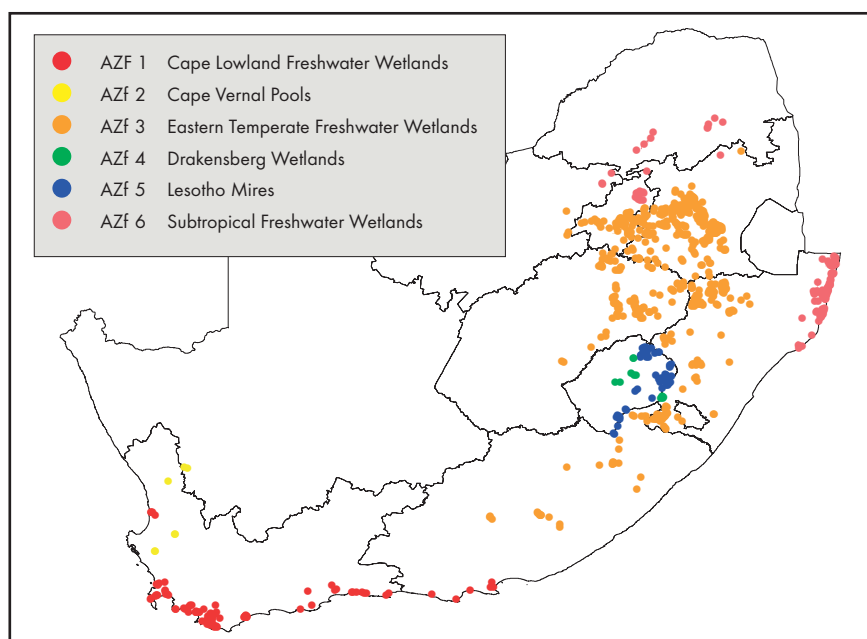 AZF 1 Cape Lowland Freshwater Wetlands
AZf 2 Cape Vernal Pools
AZf 3 Eastern Temperate Freshwater Wetlands
AZf 4 Drakensberg Wetlands
AZf 5 Lesotho Mires
AZF 6 Subtropical Freshwater Wetlands